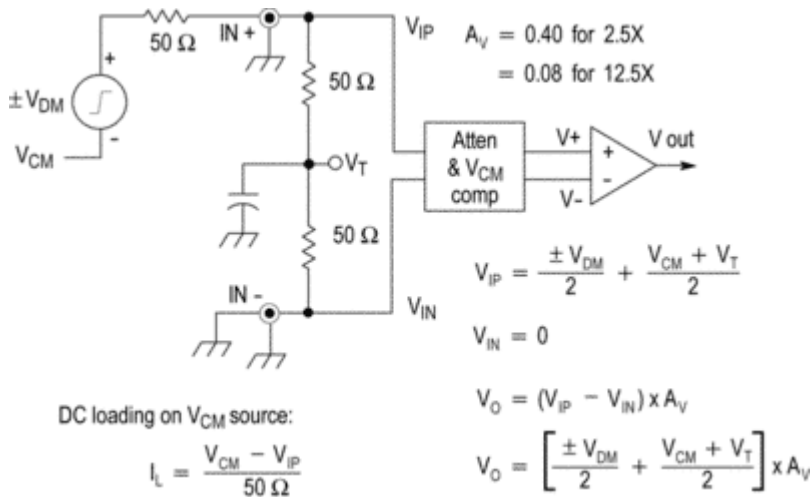 50 Ω
IN +
V_IP
A_V = 0.40 for 2.5X
= 0.08 for 12.5X
+
± V_DM
-
V_CM
50 Ω
V_T
Atten
& V_CM
comp
V+
V−
+
-
V out
50 Ω
IN -
V_IN
V_IP = ± V_DM / 2 + V_CM + V_T / 2
V_IN = 0
V_O = (V_IP − V_IN) x A_V
V_O = [ ± V_DM / 2 + V_CM + V_T / 2 ] x A_V
DC loading on V_CM source:
I_L = V_CM − V_IP / 50 Ω